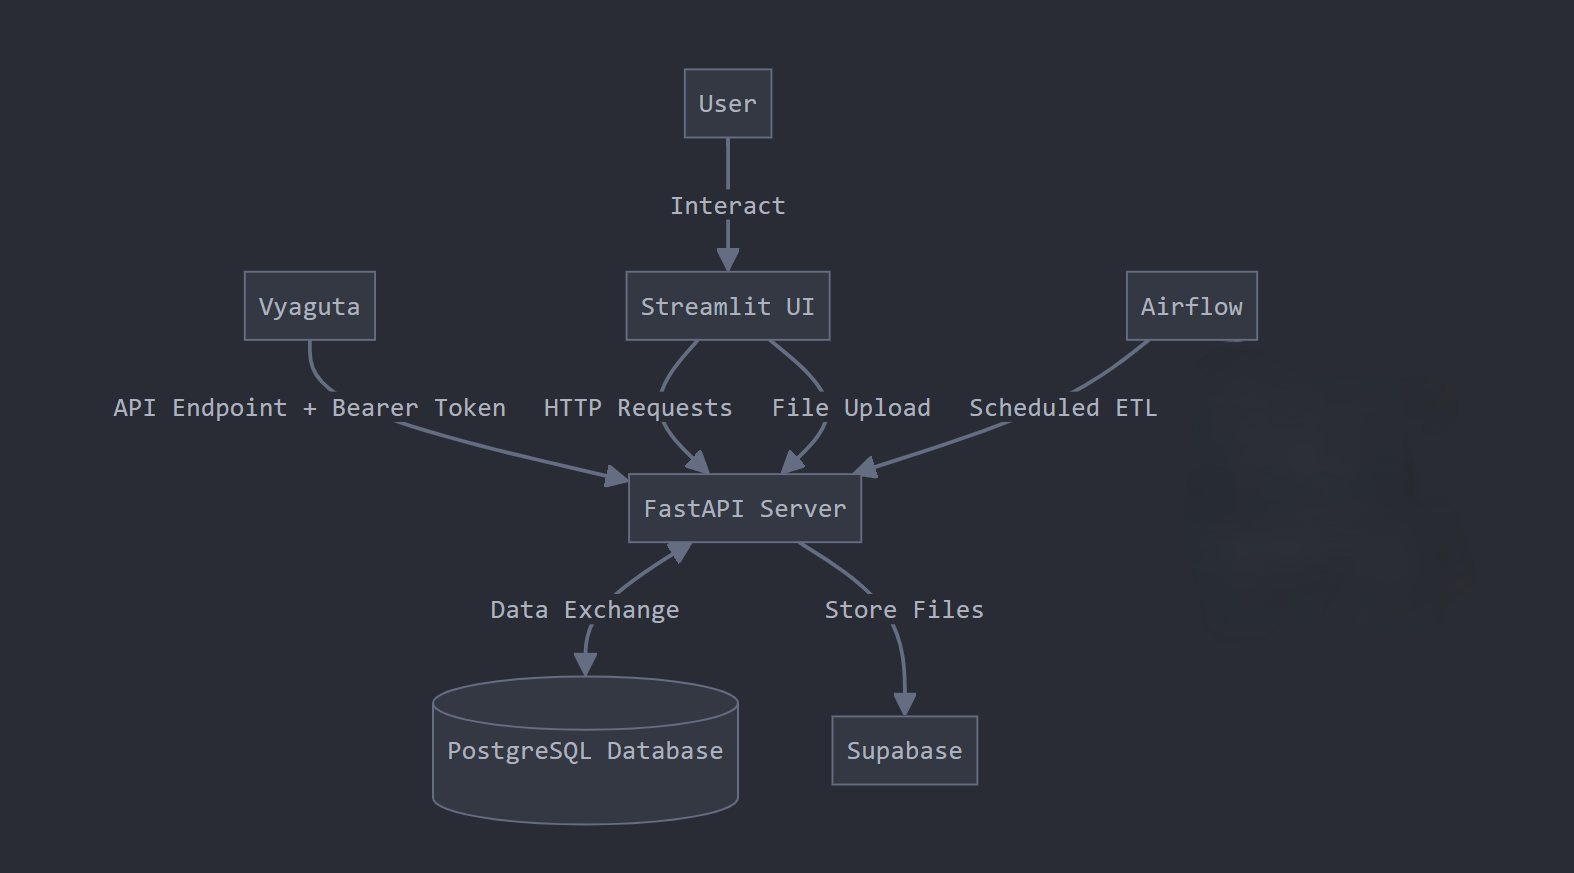 User
Interact
Vyaguta
Streamlit UI
Airflow
API Endpoint + Bearer Token
HTTP Requests
File Upload
Scheduled ETL
FastAPI Server
Data Exchange
Store Files
PostgreSQL Database
Supabase